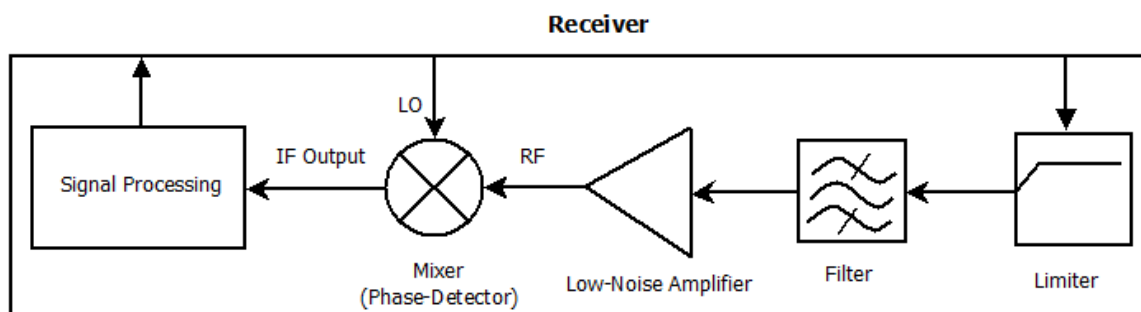 Receiver
LO
IF Output
RF
Signal Processing
Mixer
(Phase-Detector)
Low-Noise Amplifier
Filter
Limiter